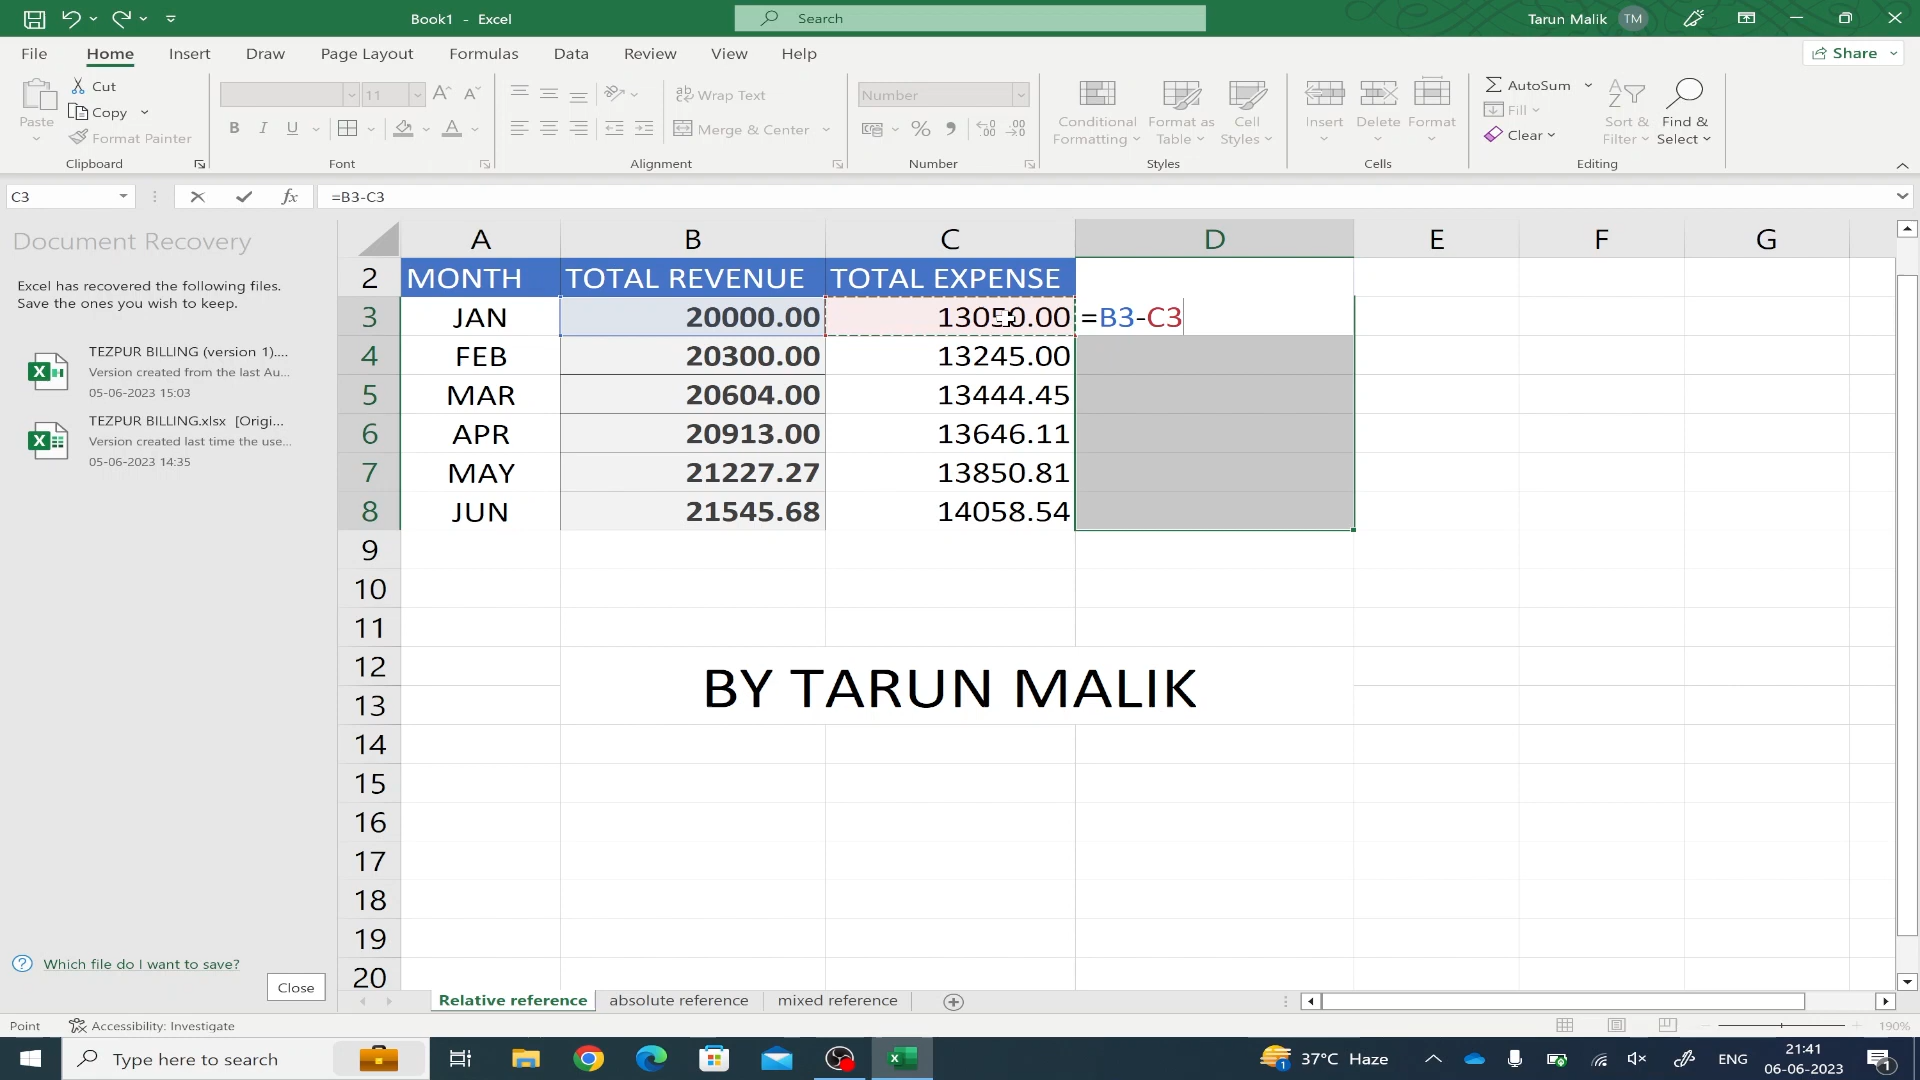 Book1 - Excel
Search
Tarun Malik TM
File Home Insert Draw Page Layout Formulas Data Review View Help
Share
Paste
Cut
Copy
Format Painter
Clipboard
11
B I U
Font
Wrap Text
Merge & Center
Alignment
Number
Number
Conditional Formatting
Format as Table
Cell Styles
Styles
Insert Delete Format
Cells
AutoSum
Fill
Clear
Sort & Filter
Find & Select
Editing
C3 fx =B3-C3
Document Recovery
Excel has recovered the following files.
Save the ones you wish to keep.
TEZPUR BILLING (version 1)....
Version created from the last Au...
05-06-2023 15:03
TEZPUR BILLING.xlsx [Origi...
Version created last time the use...
05-06-2023 14:35
Which file do I want to save?
Close
A B C D E F G
2 MONTH TOTAL REVENUE TOTAL EXPENSE
3 JAN 20000.00 13050.00 =B3-C3
4 FEB 20300.00 13245.00
5 MAR 20604.00 13444.45
6 APR 20913.00 13646.11
7 MAY 21227.27 13850.81
8 JUN 21545.68 14058.54
9
10
11
12
13
BY TARUN MALIK
14
15
16
17
18
19
20
Relative reference absolute reference mixed reference
Point Accessibility: Investigate
190%
Type here to search
37°C Haze
ENG
21:41
06-06-2023
1